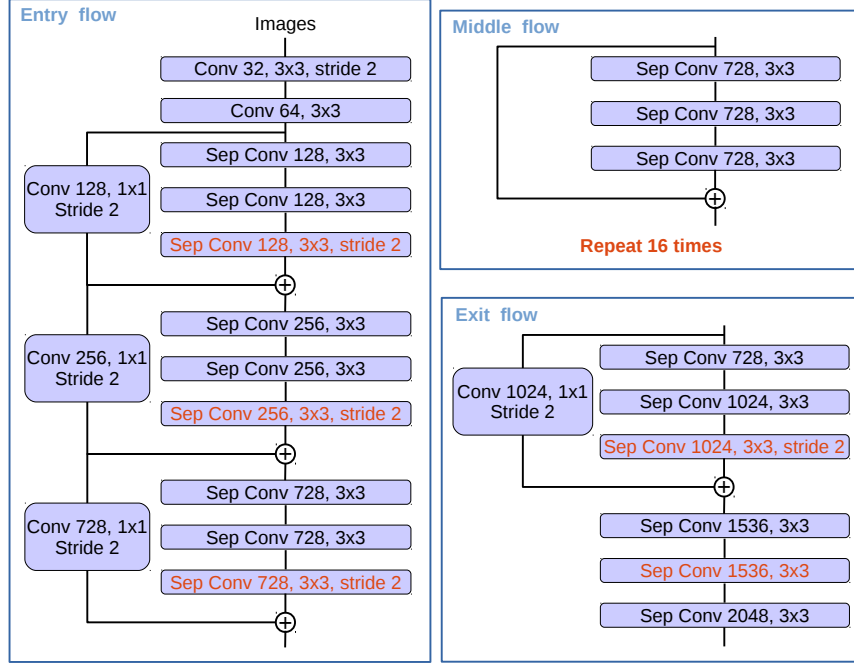 Entry flow
Images
Conv 32, 3x3, stride 2
Conv 64, 3x3
Sep Conv 128, 3x3
Conv 128, 1x1
Stride 2
Sep Conv 128, 3x3
Sep Conv 128, 3x3, stride 2
Sep Conv 256, 3x3
Conv 256, 1x1
Stride 2
Sep Conv 256, 3x3
Sep Conv 256, 3x3, stride 2
Sep Conv 728, 3x3
Conv 728, 1x1
Stride 2
Sep Conv 728, 3x3
Sep Conv 728, 3x3, stride 2
Middle flow
Sep Conv 728, 3x3
Sep Conv 728, 3x3
Sep Conv 728, 3x3
Repeat 16 times
Exit flow
Sep Conv 728, 3x3
Conv 1024, 1x1
Stride 2
Sep Conv 1024, 3x3
Sep Conv 1024, 3x3, stride 2
Sep Conv 1536, 3x3
Sep Conv 1536, 3x3
Sep Conv 2048, 3x3